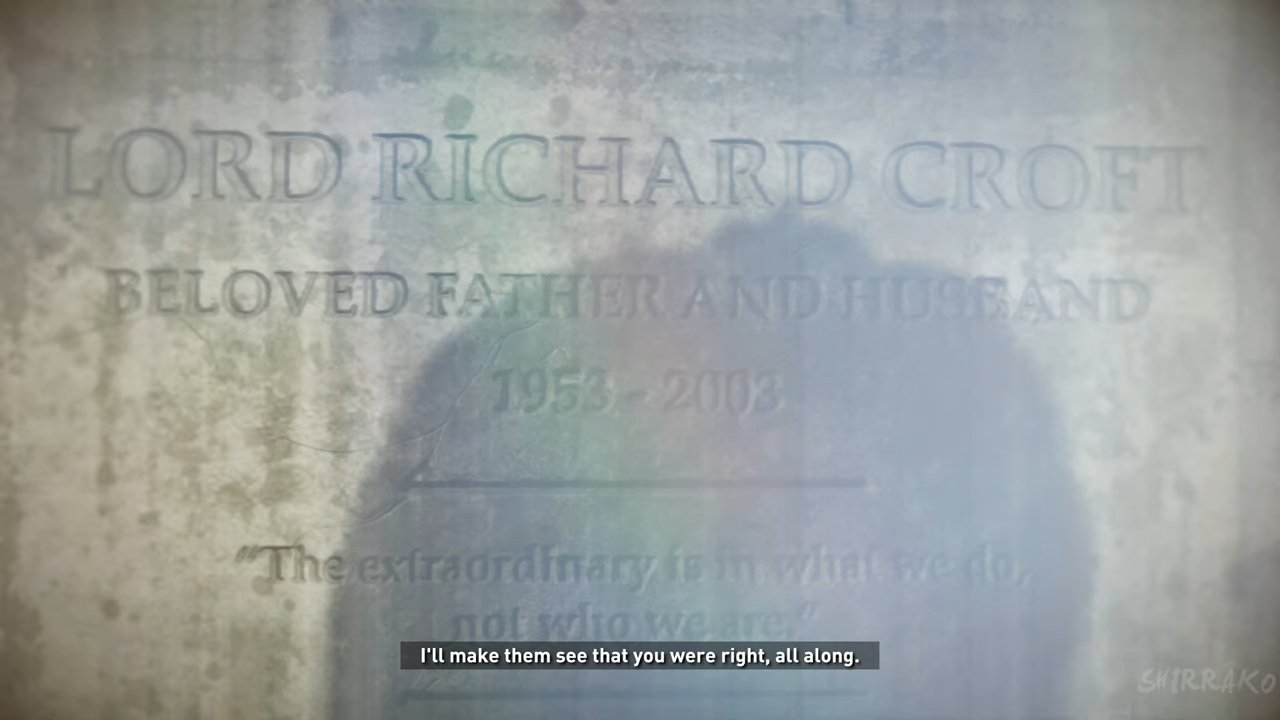 LORD RICHARD CROFT
BELOVED FATHER AND HUSBAND
1953 - 2003
“The extraordinary is in what we do,
not who we are.”
I'll make them see that you were right, all along.
SHIRRAKO